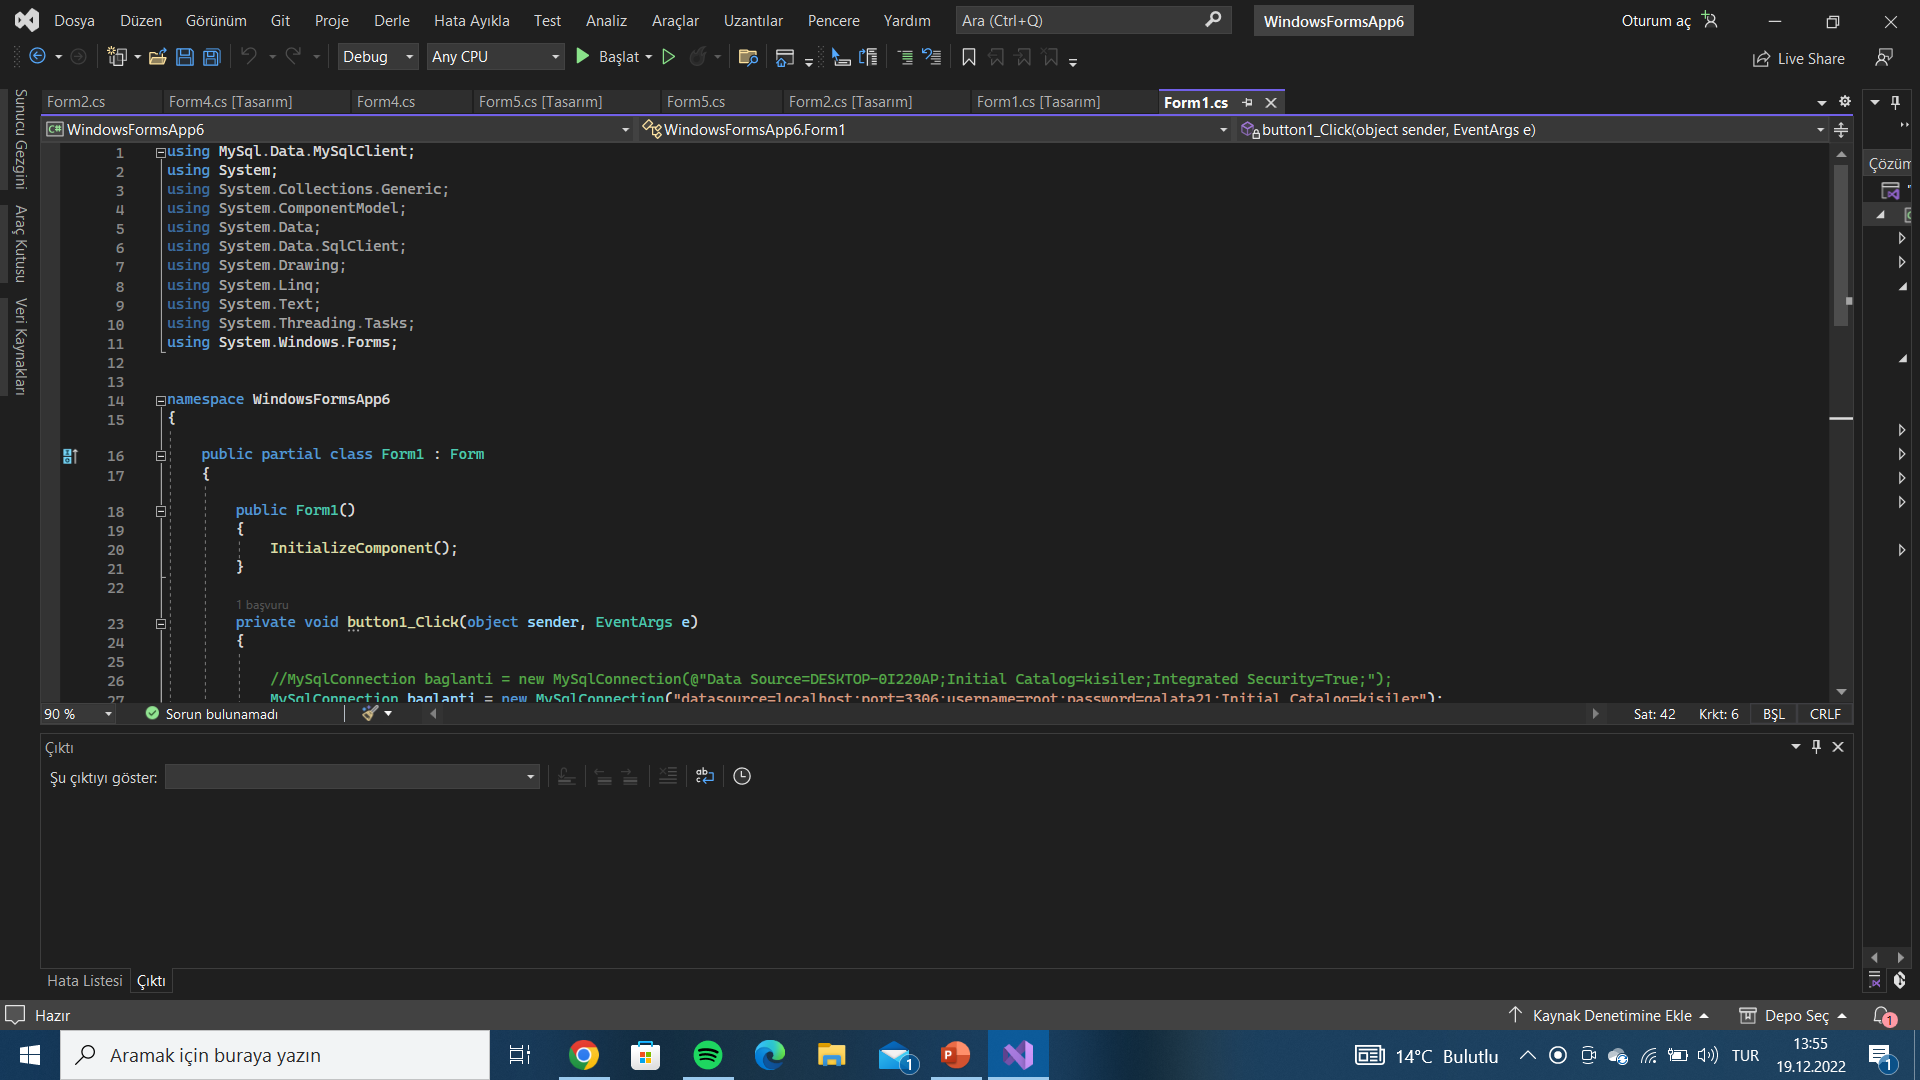 Dosya Düzen Görünüm Git Proje Derle Hata Ayıkla Test Analiz Araçlar Uzantılar Pencere Yardım Ara (Ctrl+Q) WindowsFormsApp6 Oturum aç
Debug Any CPU Başlat Live Share
Sunucu Gezgini
Araç Kutusu
Veri Kaynakları
Form2.cs Form4.cs [Tasarım] Form4.cs Form5.cs [Tasarım] Form5.cs Form2.cs [Tasarım] Form1.cs [Tasarım] Form1.cs
WindowsFormsApp6 WindowsFormsApp6.Form1 button1_Click(object sender, EventArgs e)
1 using MySql.Data.MySqlClient;
2 using System;
3 using System.Collections.Generic;
4 using System.ComponentModel;
5 using System.Data;
6 using System.Data.SqlClient;
7 using System.Drawing;
8 using System.Linq;
9 using System.Text;
10 using System.Threading.Tasks;
11 using System.Windows.Forms;
12
13
14 namespace WindowsFormsApp6
15 {
16 public partial class Form1 : Form
17 {
18 public Form1()
19 {
20 InitializeComponent();
21 }
22
1 başvuru
23 private void button1_Click(object sender, EventArgs e)
24 {
25
26 //MySqlConnection baglanti = new MySqlConnection(@"Data Source=DESKTOP-0I220AP;Initial Catalog=kisiler;Integrated Security=True;");
27 MySqlConnection baglanti = new MySqlConnection("datasource=localhost;port=3306;username=root;password=galata21;Initial Catalog=kisiler");
90 % Sorun bulunamadı Sat: 42 Krkt: 6 BŞL CRLF
Çözüm
Çıktı
Şu çıktıyı göster:
Hata Listesi Çıktı
Hazır Kaynak Denetimine Ekle Depo Seç 1
Aramak için buraya yazın 1 14°C Bulutlu TUR 13:55 1
19.12.2022